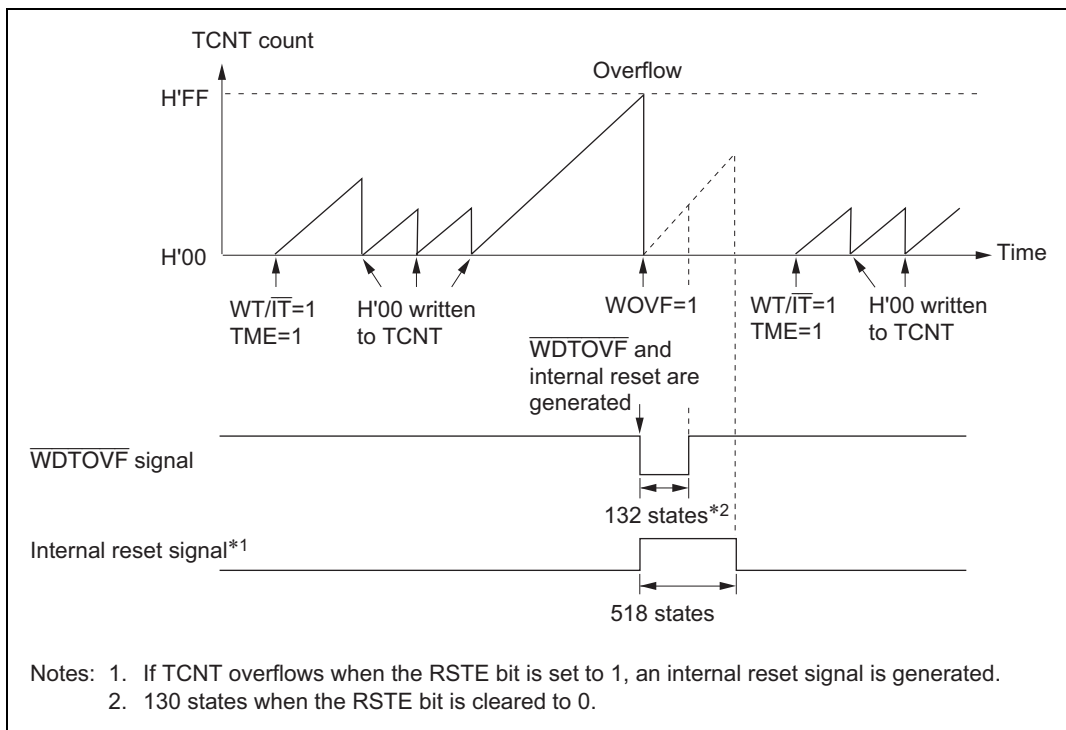 TCNT count
Overflow
H'FF
H'00
Time
WT/IT=1
TME=1
H'00 written
to TCNT
WOVF=1
WT/IT=1
TME=1
H'00 written
to TCNT
WDTOVF and
internal reset are
generated
WDTOVF signal
132 states*2
Internal reset signal*1
518 states
Notes: 1. If TCNT overflows when the RSTE bit is set to 1, an internal reset signal is generated.
2. 130 states when the RSTE bit is cleared to 0.